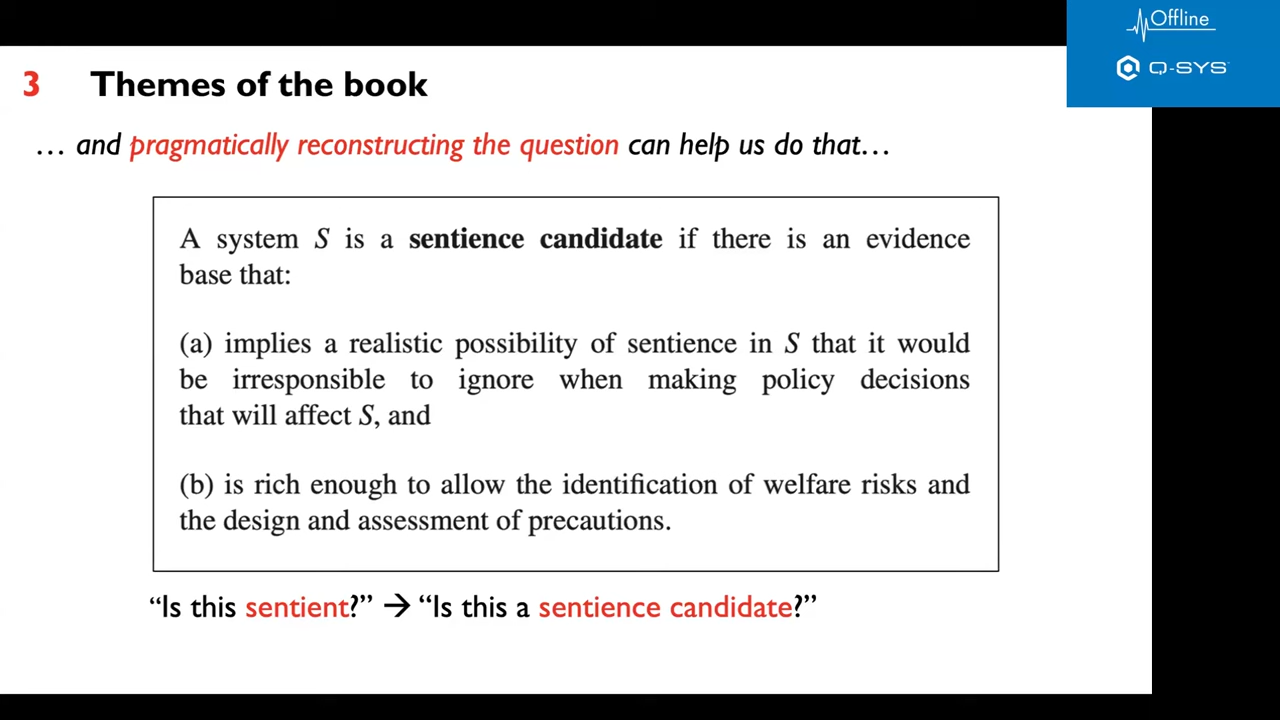 Offline
Q-SYS
3 Themes of the book
… and pragmatically reconstructing the question can help us do that…
A system S is a sentience candidate if there is an evidence
base that:
(a) implies a realistic possibility of sentience in S that it would
be irresponsible to ignore when making policy decisions
that will affect S, and
(b) is rich enough to allow the identification of welfare risks and
the design and assessment of precautions.
“Is this sentient?” → “Is this a sentience candidate?”